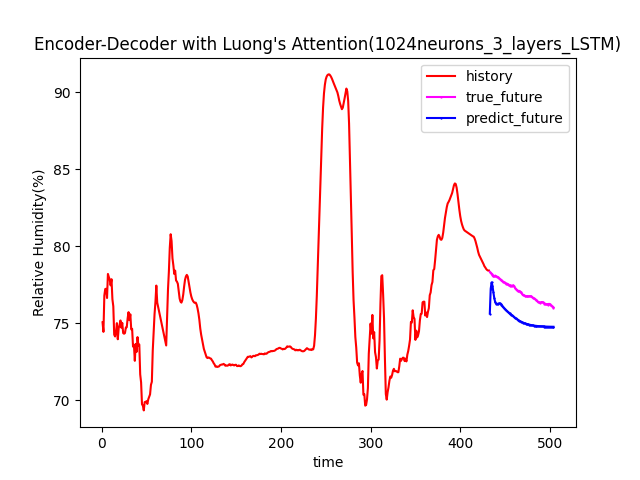 Encoder-Decoder with Luong's Attention(1024neurons_3_layers_LSTM)
history
true_future
predict_future
Relative Humidity(%)
90
85
80
75
70
0 100 200 300 400 500
time